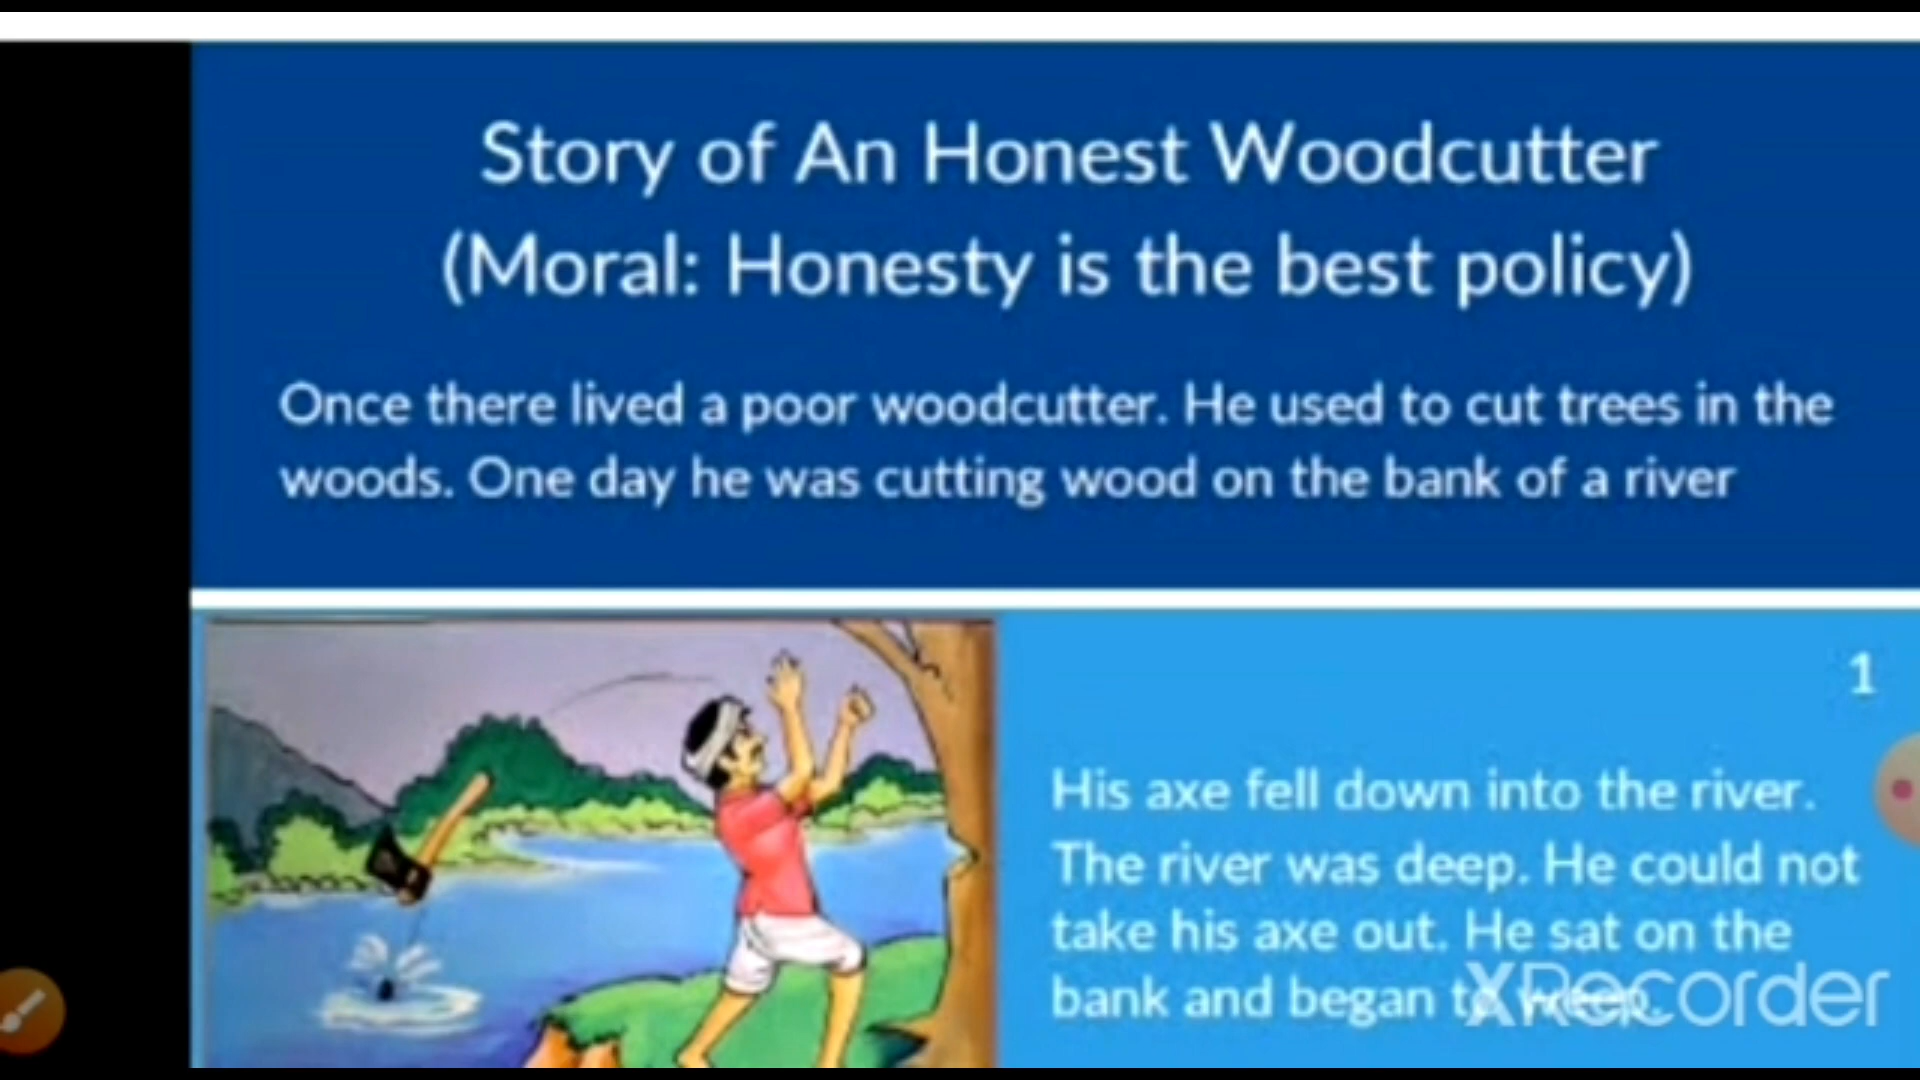 Story of An Honest Woodcutter
(Moral: Honesty is the best policy)
Once there lived a poor woodcutter. He used to cut trees in the
woods. One day he was cutting wood on the bank of a river
1
His axe fell down into the river.
The river was deep. He could not
take his axe out. He sat on the
bank and began to weep.
XRecorder